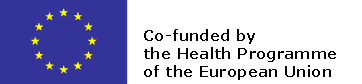 Co-funded by
the Health Programme
of the European Union